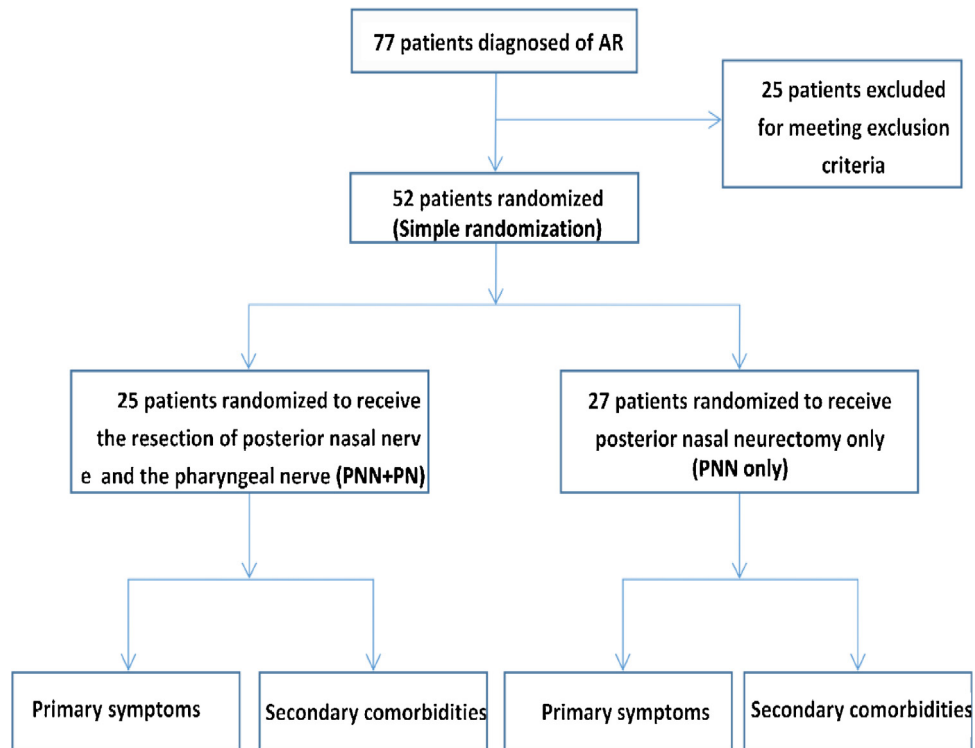 77 patients diagnosed of AR
25 patients excluded
for meeting exclusion
criteria
52 patients randomized
(Simple randomization)
25 patients randomized to receive
the resection of posterior nasal nerv
e and the pharyngeal nerve (PNN+PN)
27 patients randomized to receive
posterior nasal neurectomy only
(PNN only)
Primary symptoms
Secondary comorbidities
Primary symptoms
Secondary comorbidities